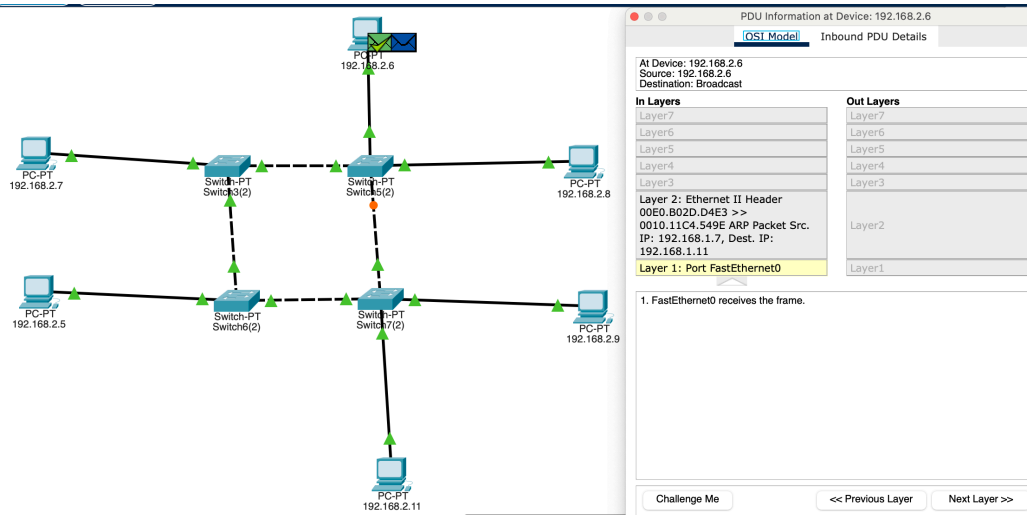 PC-PT
192.168.2.6
PC-PT
192.168.2.7
Switch-PT
Switch3(2)
Switch-PT
Switch5(2)
PC-PT
192.168.2.8
PC-PT
192.168.2.5
Switch-PT
Switch6(2)
Switch-PT
Switch7(2)
PC-PT
192.168.2.9
PC-PT
192.168.2.11
PDU Information at Device: 192.168.2.6
OSI Model Inbound PDU Details
At Device: 192.168.2.6
Source: 192.168.2.6
Destination: Broadcast
In Layers
Layer7
Layer6
Layer5
Layer4
Layer3
Layer 2: Ethernet II Header
00E0.B02D.D4E3 >>
0010.11C4.549E ARP Packet Src.
IP: 192.168.1.7, Dest. IP:
192.168.1.11
Layer 1: Port FastEthernet0
Out Layers
Layer7
Layer6
Layer5
Layer4
Layer3
Layer2
Layer1
1. FastEthernet0 receives the frame.
Challenge Me
<< Previous Layer
Next Layer >>